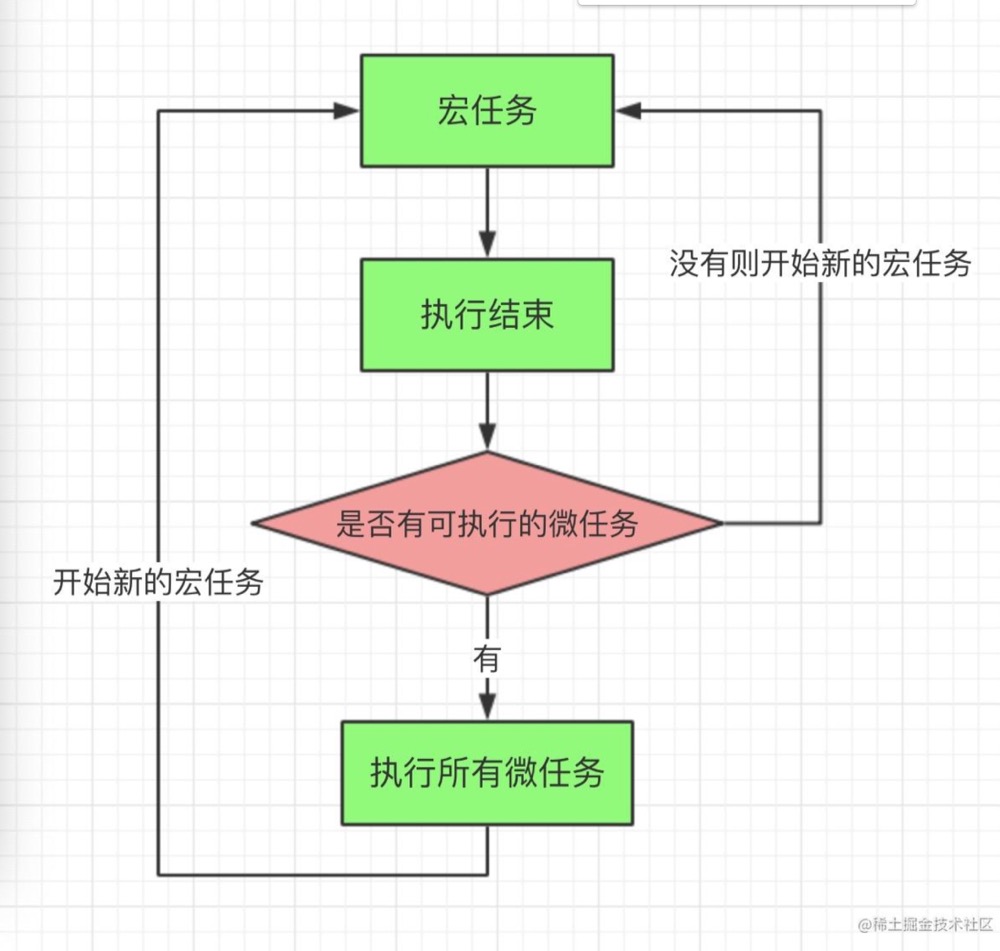 宏任务
没有则开始新的宏任务
执行结束
是否有可执行的微任务
开始新的宏任务
有
执行所有微任务
@稀土掘金技术社区